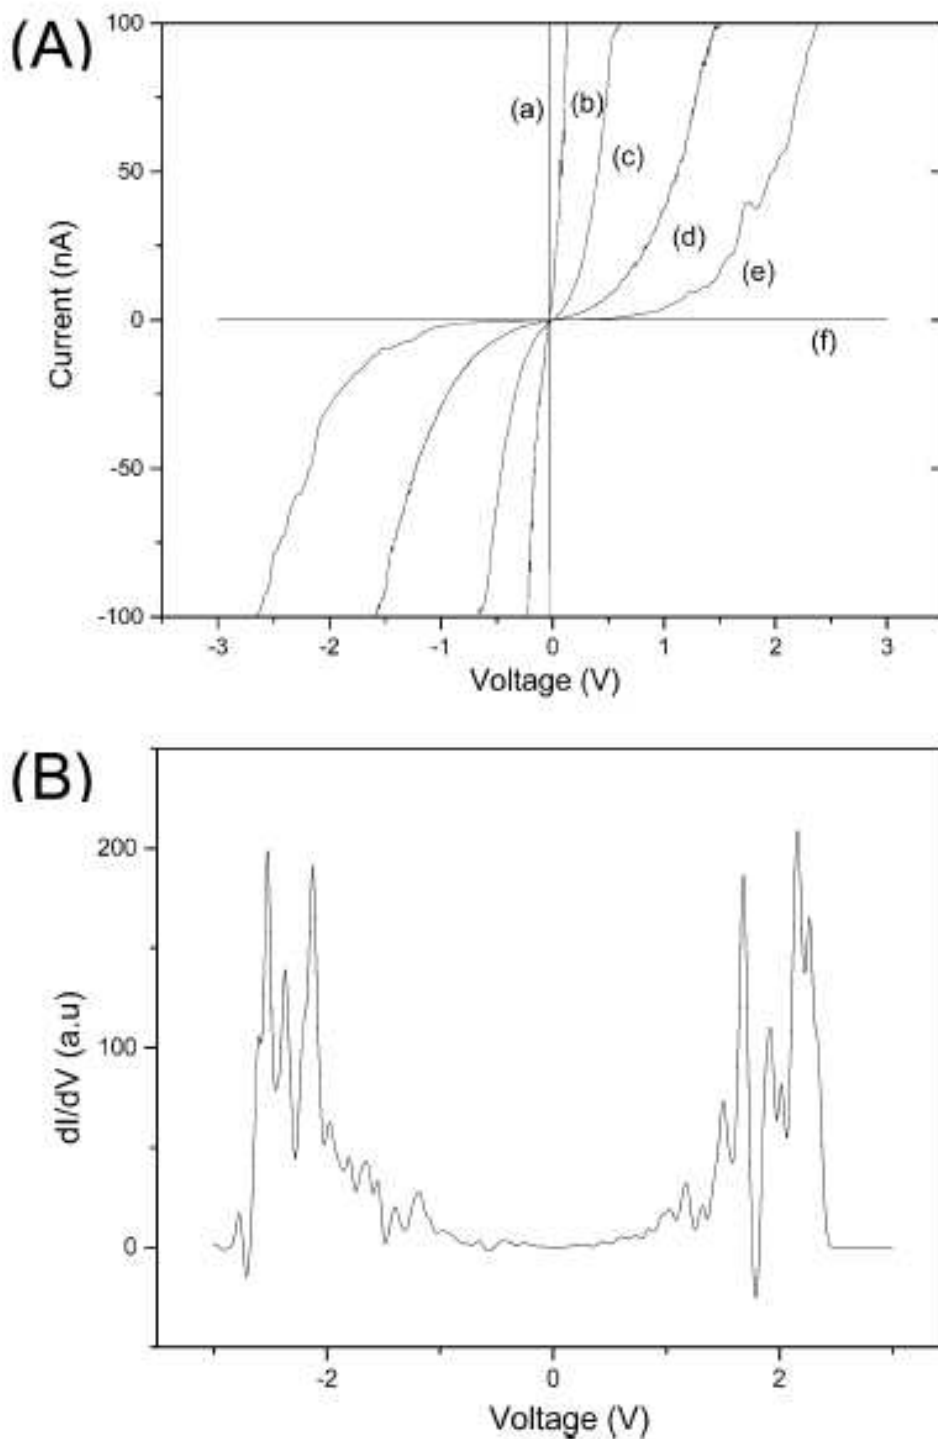 (A)
100
50
0
-50
-100
Current (nA)
(a)
(b)
(c)
(d)
(e)
(f)
-3
-2
-1
0
1
2
3
Voltage (V)
(B)
200
100
0
dI/dV (a.u)
-2
0
2
Voltage (V)